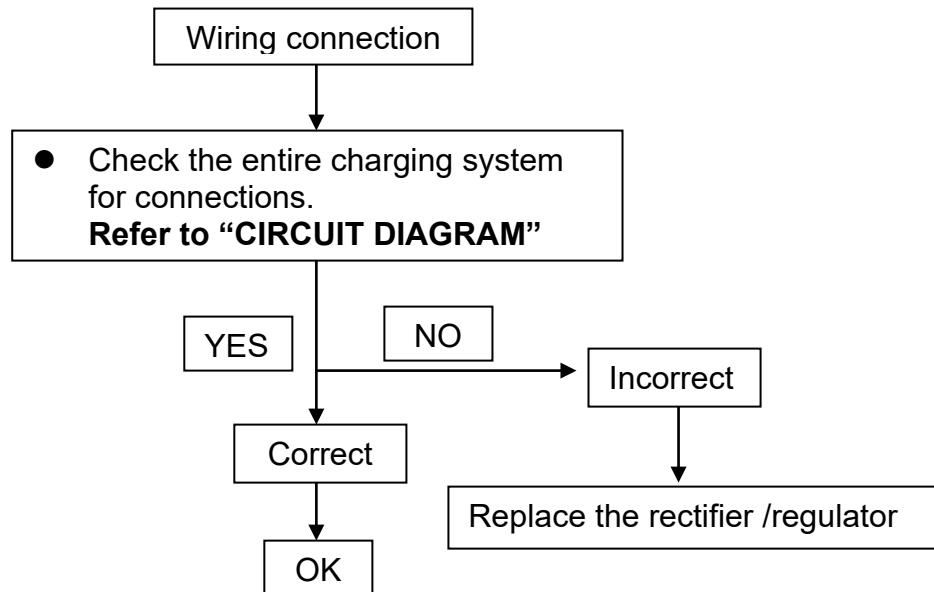 Wiring connection
● Check the entire charging system
for connections.
Refer to “CIRCUIT DIAGRAM”
YES
NO
Incorrect
Correct
Replace the rectifier /regulator
OK